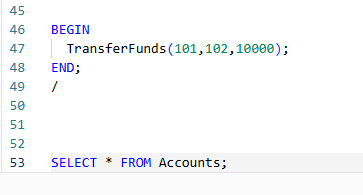 45
46 BEGIN
47 TransferFunds(101,102,10000);
48 END;
49 /
50
51
52
53 SELECT * FROM Accounts;